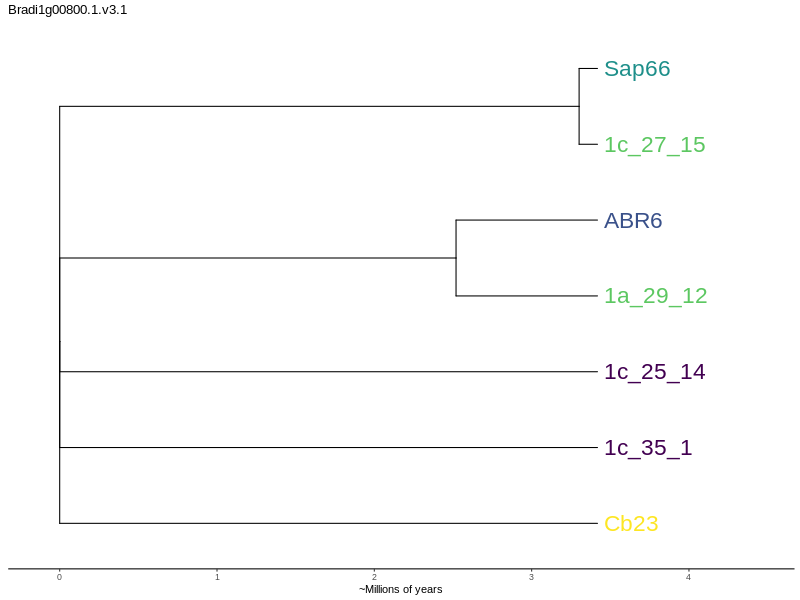 Bradi1g00800.1.v3.1
Sap66
1c_27_15
ABR6
1a_29_12
1c_25_14
1c_35_1
Cb23
0 1 2 3 4
~Millions of years